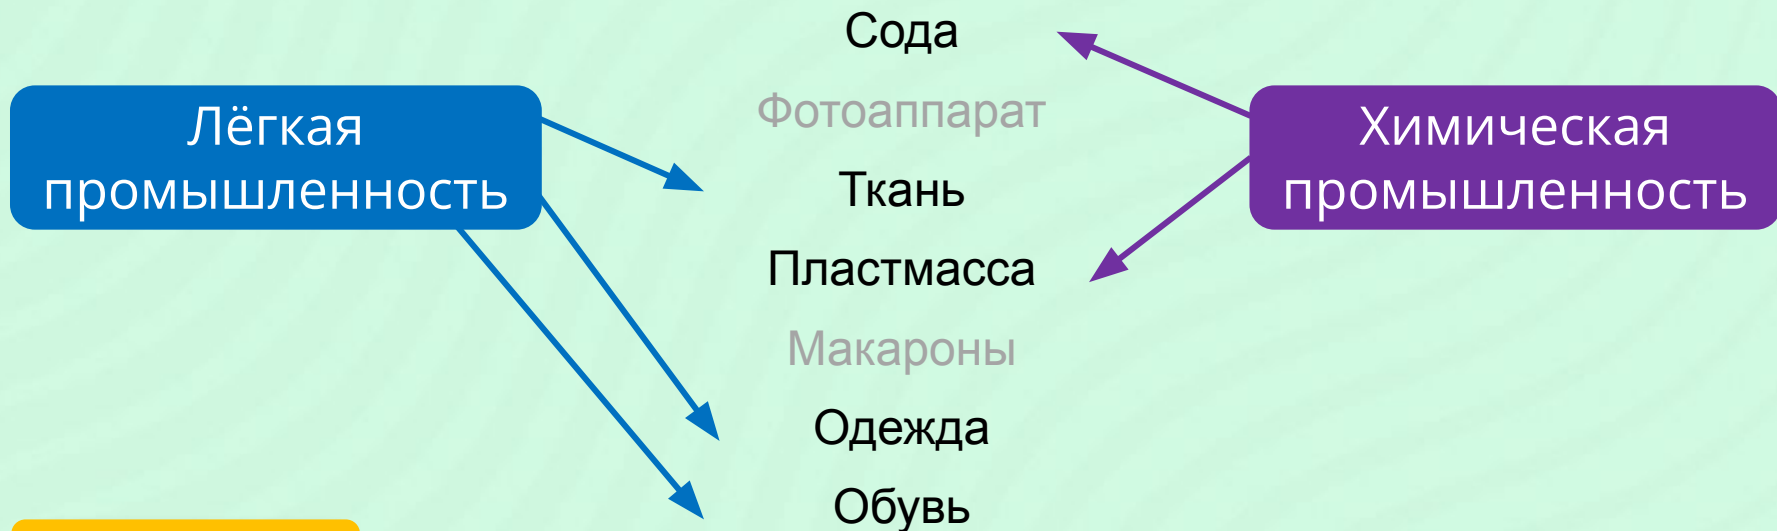 Сода
Фотоаппарат
Лёгкая
промышленность
Химическая
промышленность
Ткань
Пластмасса
Макароны
Одежда
Обувь